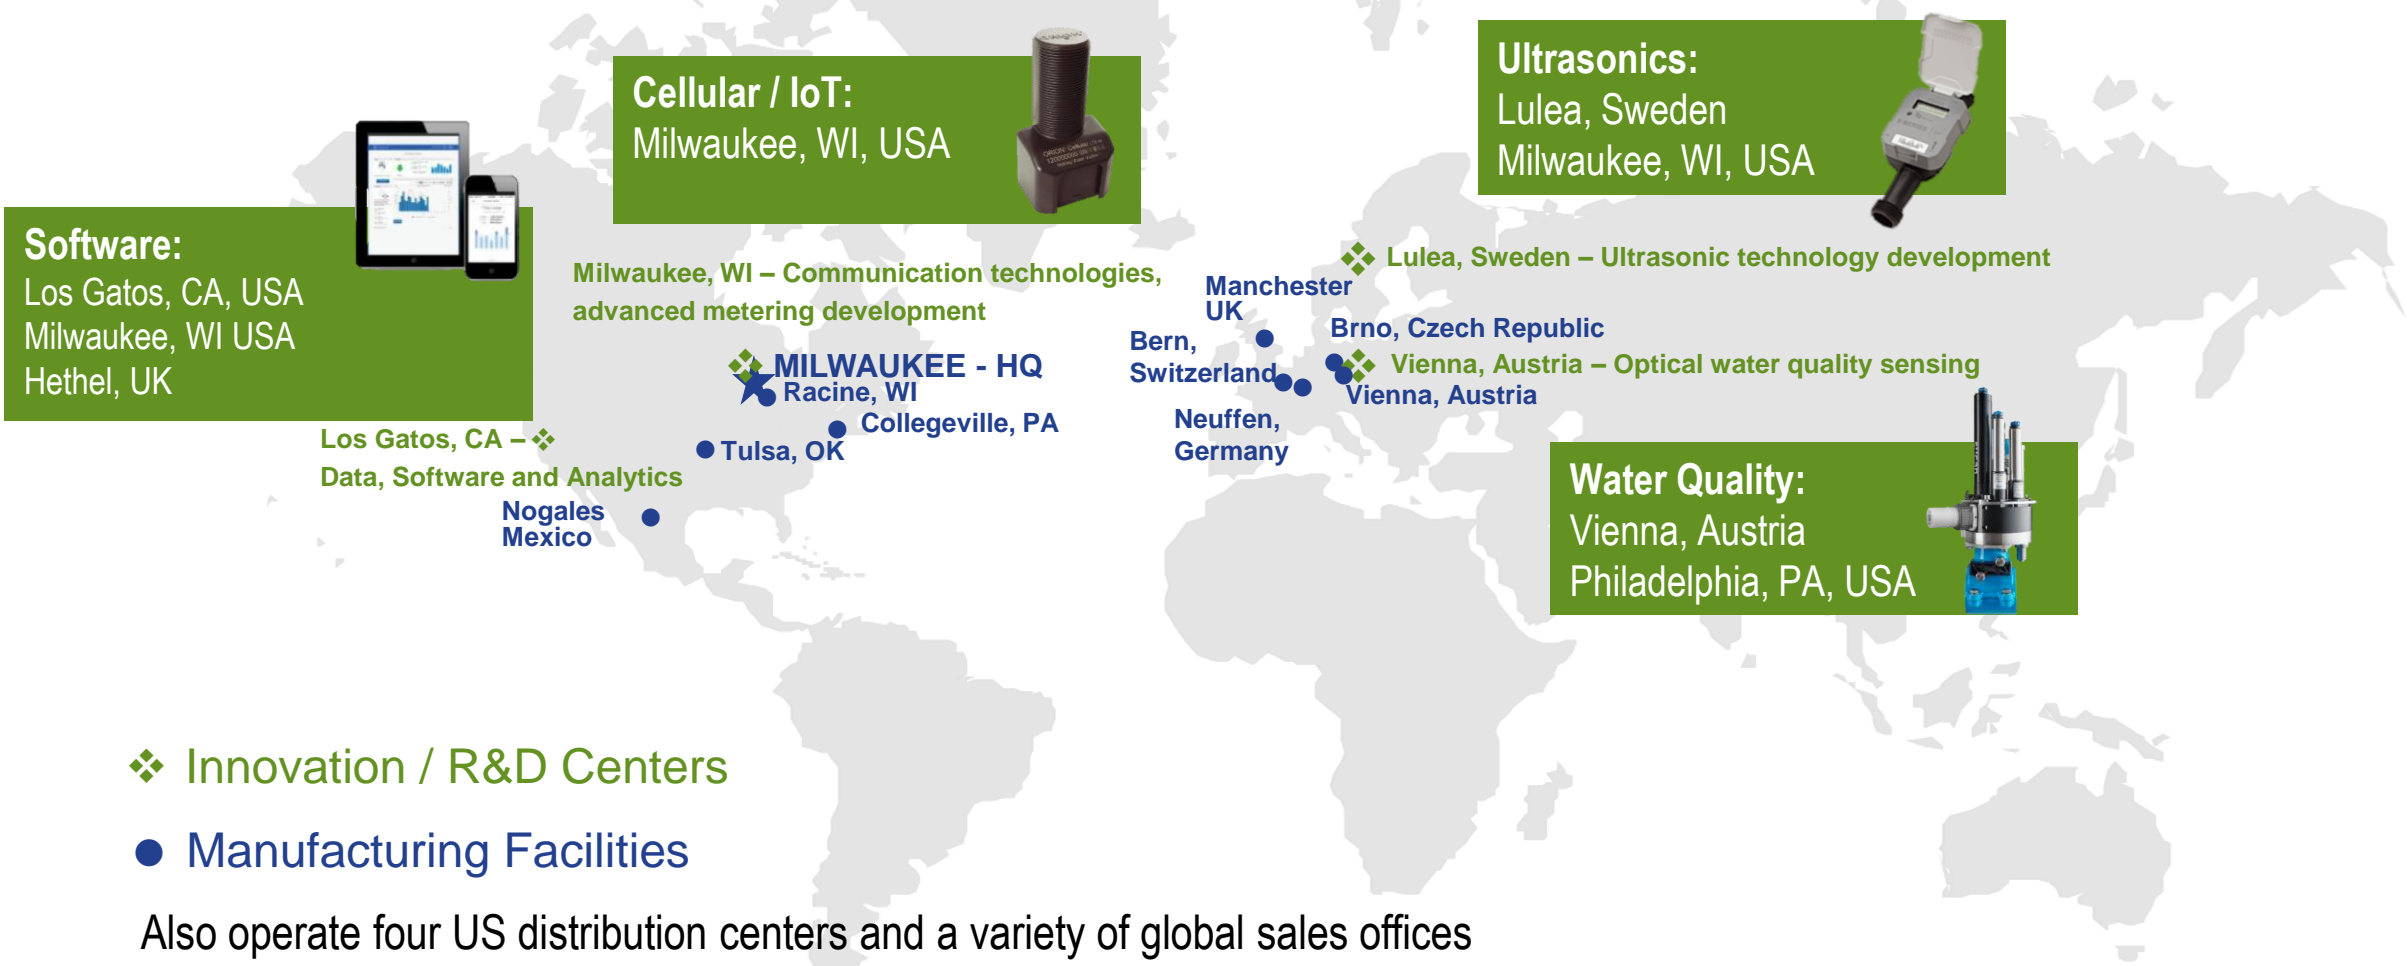 Cellular / IoT:
Milwaukee, WI, USA
Ultrasonics:
Lulea, Sweden
Milwaukee, WI, USA
Software:
Los Gatos, CA, USA
Milwaukee, WI USA
Hethel, UK
Milwaukee, WI – Communication technologies,
advanced metering development
MILWAUKEE - HQ
Racine, WI
Collegeville, PA
Tulsa, OK
Los Gatos, CA –
Data, Software and Analytics
Nogales
Mexico
Lulea, Sweden – Ultrasonic technology development
Manchester
UK
Brno, Czech Republic
Bern,
Switzerland
Vienna, Austria – Optical water quality sensing
Vienna, Austria
Neuffen,
Germany
Water Quality:
Vienna, Austria
Philadelphia, PA, USA
Innovation / R&D Centers
Manufacturing Facilities
Also operate four US distribution centers and a variety of global sales offices